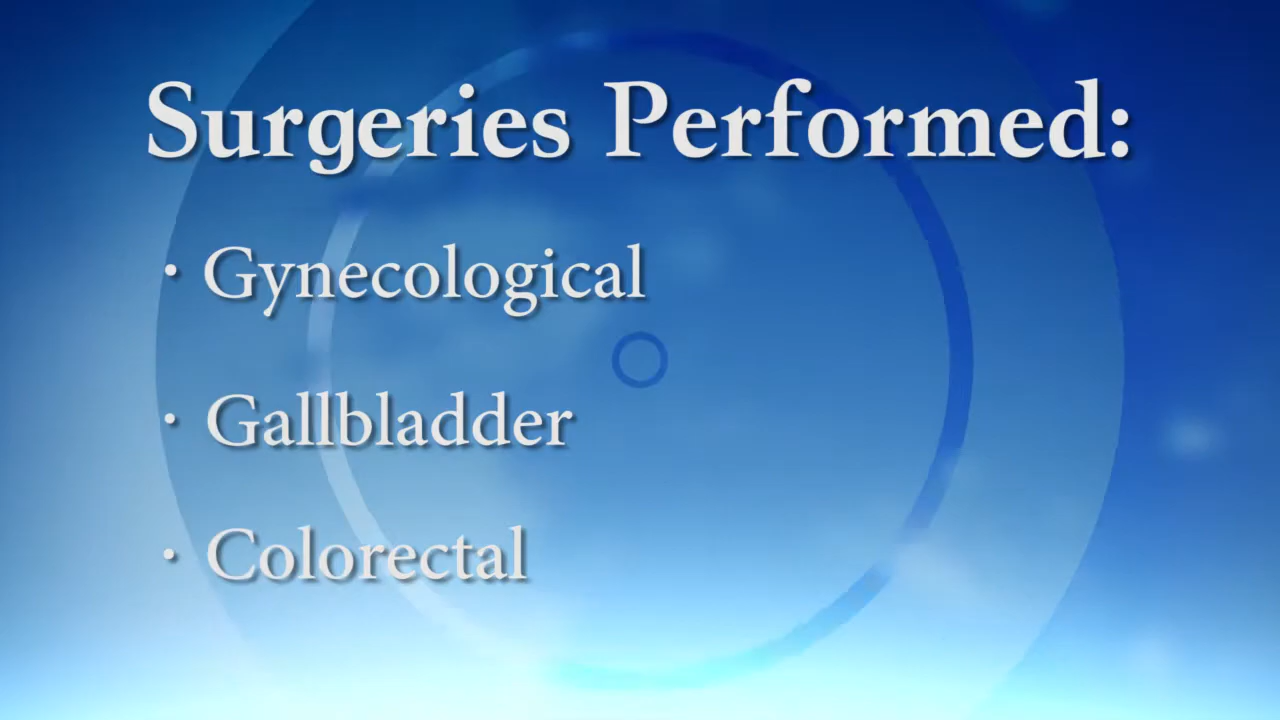 Surgeries Performed:
· Gynecological
· Gallbladder
· Colorectal